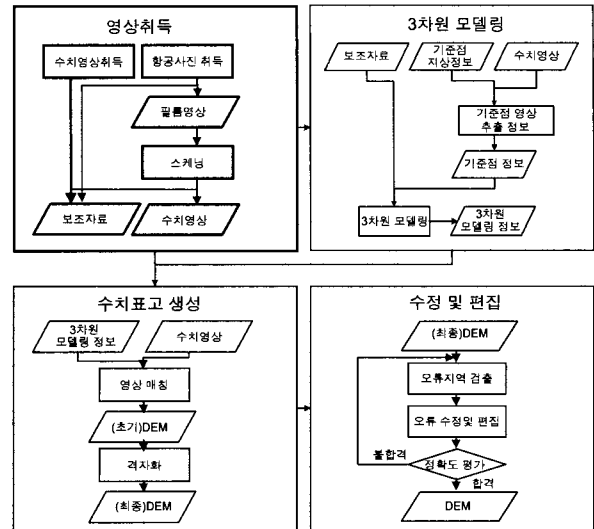 영상취득
수치영상취득
항공사진 취득
필름영상
스케닝
보조자료
수치영상
3차원 모델링
보조자료
기준점
지상정보
수치영상
기준점 영상
추출 정보
기준점 정보
3차원 모델링
3차원
모델링 정보
수치표고 생성
3차원
모델링 정보
수치영상
영상 매칭
(초기)DEM
격자화
(최종)DEM
수정 및 편집
(최종)DEM
오류지역 검출
오류 수정및 편집
불합격
정확도 평가
합격
DEM